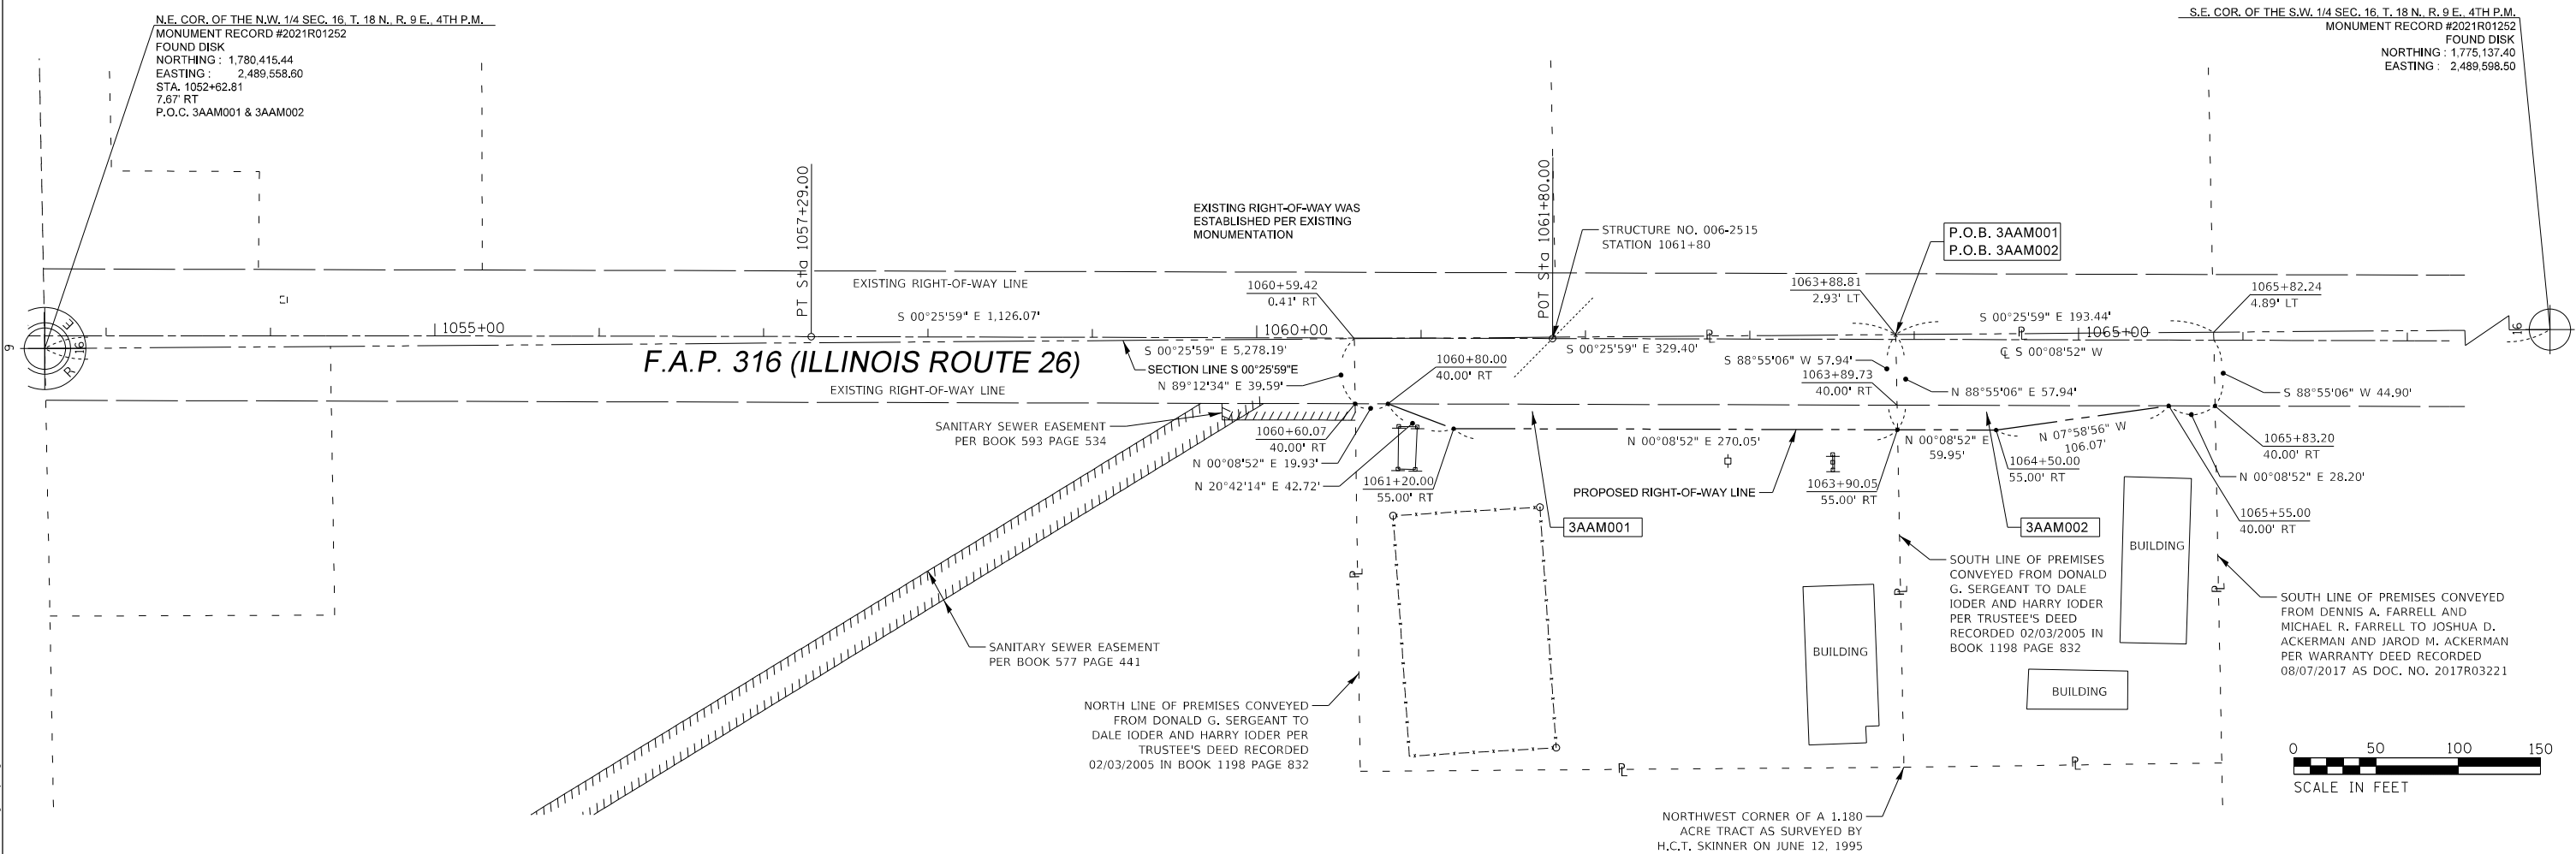 N.E. COR. OF THE N.W. 1/4 SEC. 16, T. 18 N., R. 9 E., 4TH P.M.
MONUMENT RECORD #2021R01252
FOUND DISK
NORTHING : 1,780,415.44
EASTING : 2,489,558.60
STA. 1052+62.81
7.67' RT
P.O.C. 3AAM001 & 3AAM002
S.E. COR. OF THE S.W. 1/4 SEC. 16, T. 18 N., R. 9 E., 4TH P.M.
MONUMENT RECORD #2021R01252
FOUND DISK
NORTHING : 1,775,137.40
EASTING : 2,489,598.50
PT Sta 1057+29.00
EXISTING RIGHT-OF-WAY WAS
ESTABLISHED PER EXISTING
MONUMENTATION
POT Sta 1061+80.00
STRUCTURE NO. 006-2515
STATION 1061+80
P.O.B. 3AAM001
P.O.B. 3AAM002
EXISTING RIGHT-OF-WAY LINE
1060+59.42
0.41' RT
1063+88.81
2.93' LT
1065+82.24
4.89' LT
S 00°25'59" E 1,126.07'
S 00°25'59" E 193.44'
9
E
16
R
1055+00
1060+00
1065+00
16
F.A.P. 316 (ILLINOIS ROUTE 26)
S 00°25'59" E 5,278.19'
SECTION LINE S 00°25'59"E
N 89°12'34" E 39.59'
EXISTING RIGHT-OF-WAY LINE
1060+80.00
40.00' RT
S 00°25'59" E 329.40'
S 88°55'06" W 57.94'
1063+89.73
40.00' RT
℄ S 00°08'52" W
N 88°55'06" E 57.94'
S 88°55'06" W 44.90'
SANITARY SEWER EASEMENT
PER BOOK 593 PAGE 534
1060+60.07
40.00' RT
N 00°08'52" E 19.93'
N 20°42'14" E 42.72'
1061+20.00
55.00' RT
N 00°08'52" E 270.05'
PROPOSED RIGHT-OF-WAY LINE
1063+90.05
55.00' RT
N 00°08'52" E
59.95'
N 07°58'56" W
106.07'
1064+50.00
55.00' RT
1065+83.20
40.00' RT
N 00°08'52" E 28.20'
1065+55.00
40.00' RT
3AAM001
3AAM002
BUILDING
SOUTH LINE OF PREMISES
CONVEYED FROM DONALD
G. SERGEANT TO DALE
IODER AND HARRY IODER
PER TRUSTEE'S DEED
RECORDED 02/03/2005 IN
BOOK 1198 PAGE 832
SOUTH LINE OF PREMISES CONVEYED
FROM DENNIS A. FARRELL AND
MICHAEL R. FARRELL TO JOSHUA D.
ACKERMAN AND JAROD M. ACKERMAN
PER WARRANTY DEED RECORDED
08/07/2017 AS DOC. NO. 2017R03221
SANITARY SEWER EASEMENT
PER BOOK 577 PAGE 441
BUILDING
BUILDING
NORTH LINE OF PREMISES CONVEYED
FROM DONALD G. SERGEANT TO
DALE IODER AND HARRY IODER PER
TRUSTEE'S DEED RECORDED
02/03/2005 IN BOOK 1198 PAGE 832
0 50 100 150
SCALE IN FEET
NORTHWEST CORNER OF A 1.180
ACRE TRACT AS SURVEYED BY
H.C.T. SKINNER ON JUNE 12, 1995